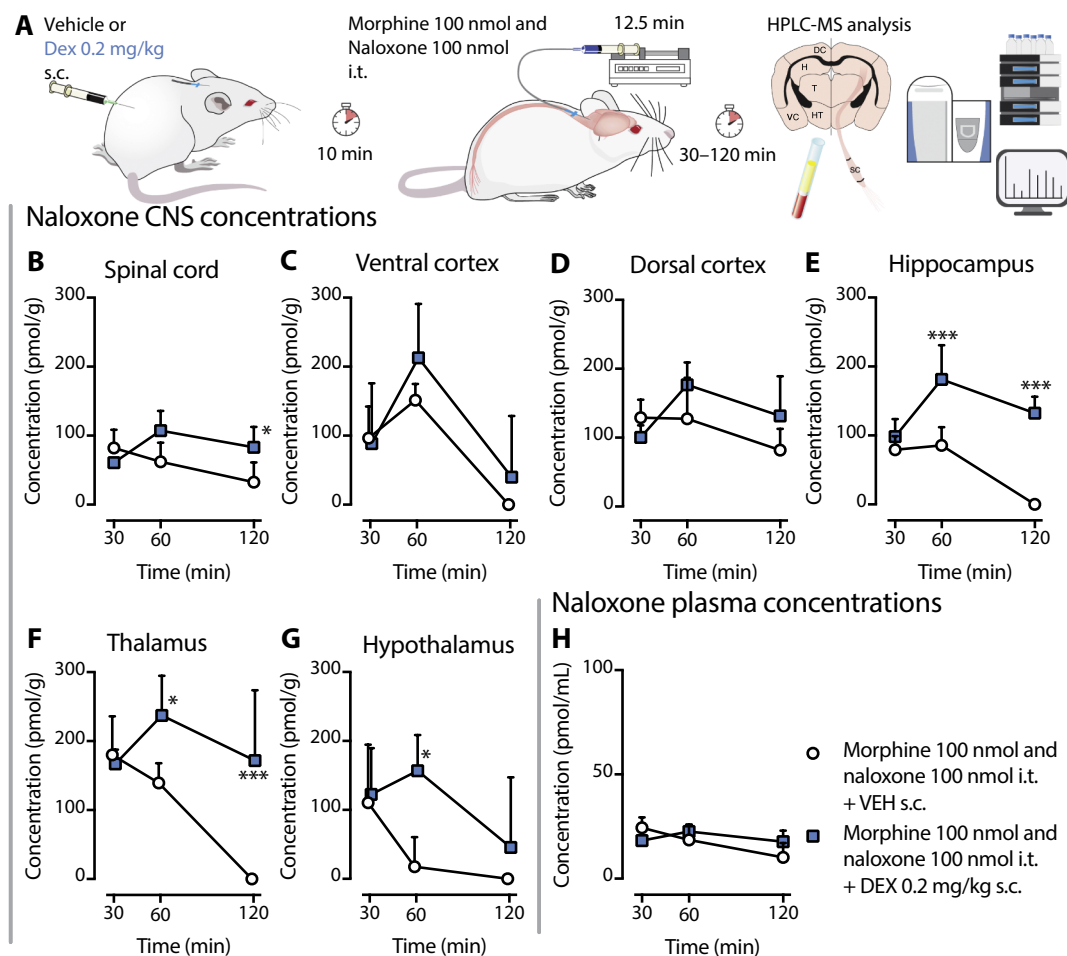 A
Vehicle or
Dex 0.2 mg/kg
s.c.
10 min
Morphine 100 nmol and
Naloxone 100 nmol
i.t.
12.5 min
30–120 min
HPLC-MS analysis
DC
H
T
VC
HT
SC
Naloxone CNS concentrations
B
Spinal cord
Concentration (pmol/g)
300
200
100
0
*
30
60
120
Time (min)
C
Ventral cortex
Concentration (pmol/g)
300
200
100
0
30
60
120
Time (min)
D
Dorsal cortex
Concentration (pmol/g)
300
200
100
0
30
60
120
Time (min)
E
Hippocampus
Concentration (pmol/g)
300
200
100
0
***
***
30
60
120
Time (min)
F
Thalamus
Concentration (pmol/g)
300
200
100
0
*
***
30
60
120
Time (min)
G
Hypothalamus
Concentration (pmol/g)
300
200
100
0
*
30
60
120
Time (min)
Naloxone plasma concentrations
H
Concentration (pmol/mL)
100
50
0
30
60
120
Time (min)
Morphine 100 nmol and
naloxone 100 nmol i.t.
+ VEH s.c.
Morphine 100 nmol and
naloxone 100 nmol i.t.
+ DEX 0.2 mg/kg s.c.